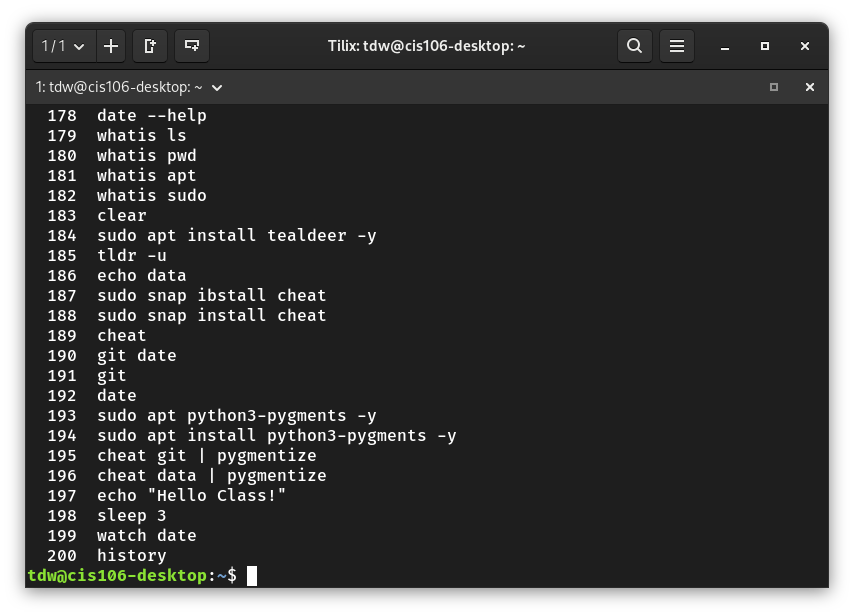 1 / 1
Tilix: tdw@cis106-desktop: ~
1: tdw@cis106-desktop: ~
178  date --help
179  whatis ls
180  whatis pwd
181  whatis apt
182  whatis sudo
183  clear
184  sudo apt install tealdeer -y
185  tldr -u
186  echo data
187  sudo snap ibstall cheat
188  sudo snap install cheat
189  cheat
190  git date
191  git
192  date
193  sudo apt python3-pygments -y
194  sudo apt install python3-pygments -y
195  cheat git | pygmentize
196  cheat data | pygmentize
197  echo "Hello Class!"
198  sleep 3
199  watch date
200  history
tdw@cis106-desktop:~$